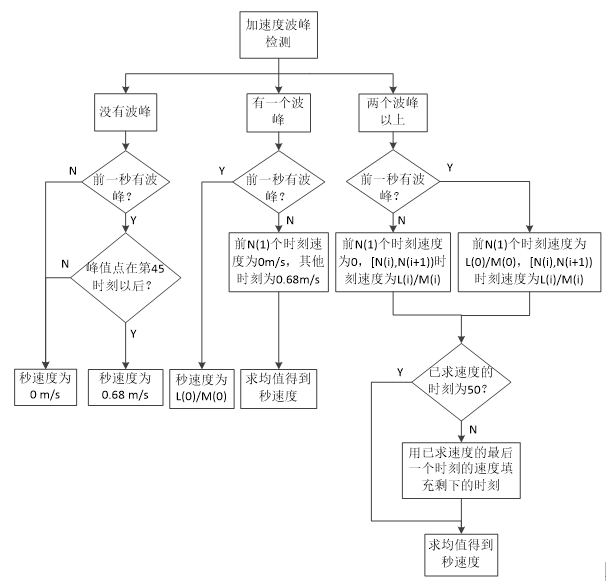 加速度波峰
检测
没有波峰
有一个波
峰
两个波峰
以上
N
前一秒有波
峰？
Y
Y
前一秒有波
峰？
N
前一秒有波
峰？
Y
N
N
峰值点在第45
时刻以后？
Y
前N(1)个时刻速
度为0m/s，其他
时刻为0.68m/s
前N(1)个时刻速度
为0，[N(i),N(i+1))时
刻速度为L(i)/M(i)
前N(1)个时刻速度为
L(0)/M(0)，[N(i),N(i+1))
时刻速度为L(i)/M(i)
秒速度为
0 m/s
秒速度为
0.68 m/s
秒速度为
L(0)/M(0)
求均值得到
秒速度
Y
已求速度的
时刻为50？
N
用已求速度的最后
一个时刻的速度填
充剩下的时刻
求均值得到
秒速度